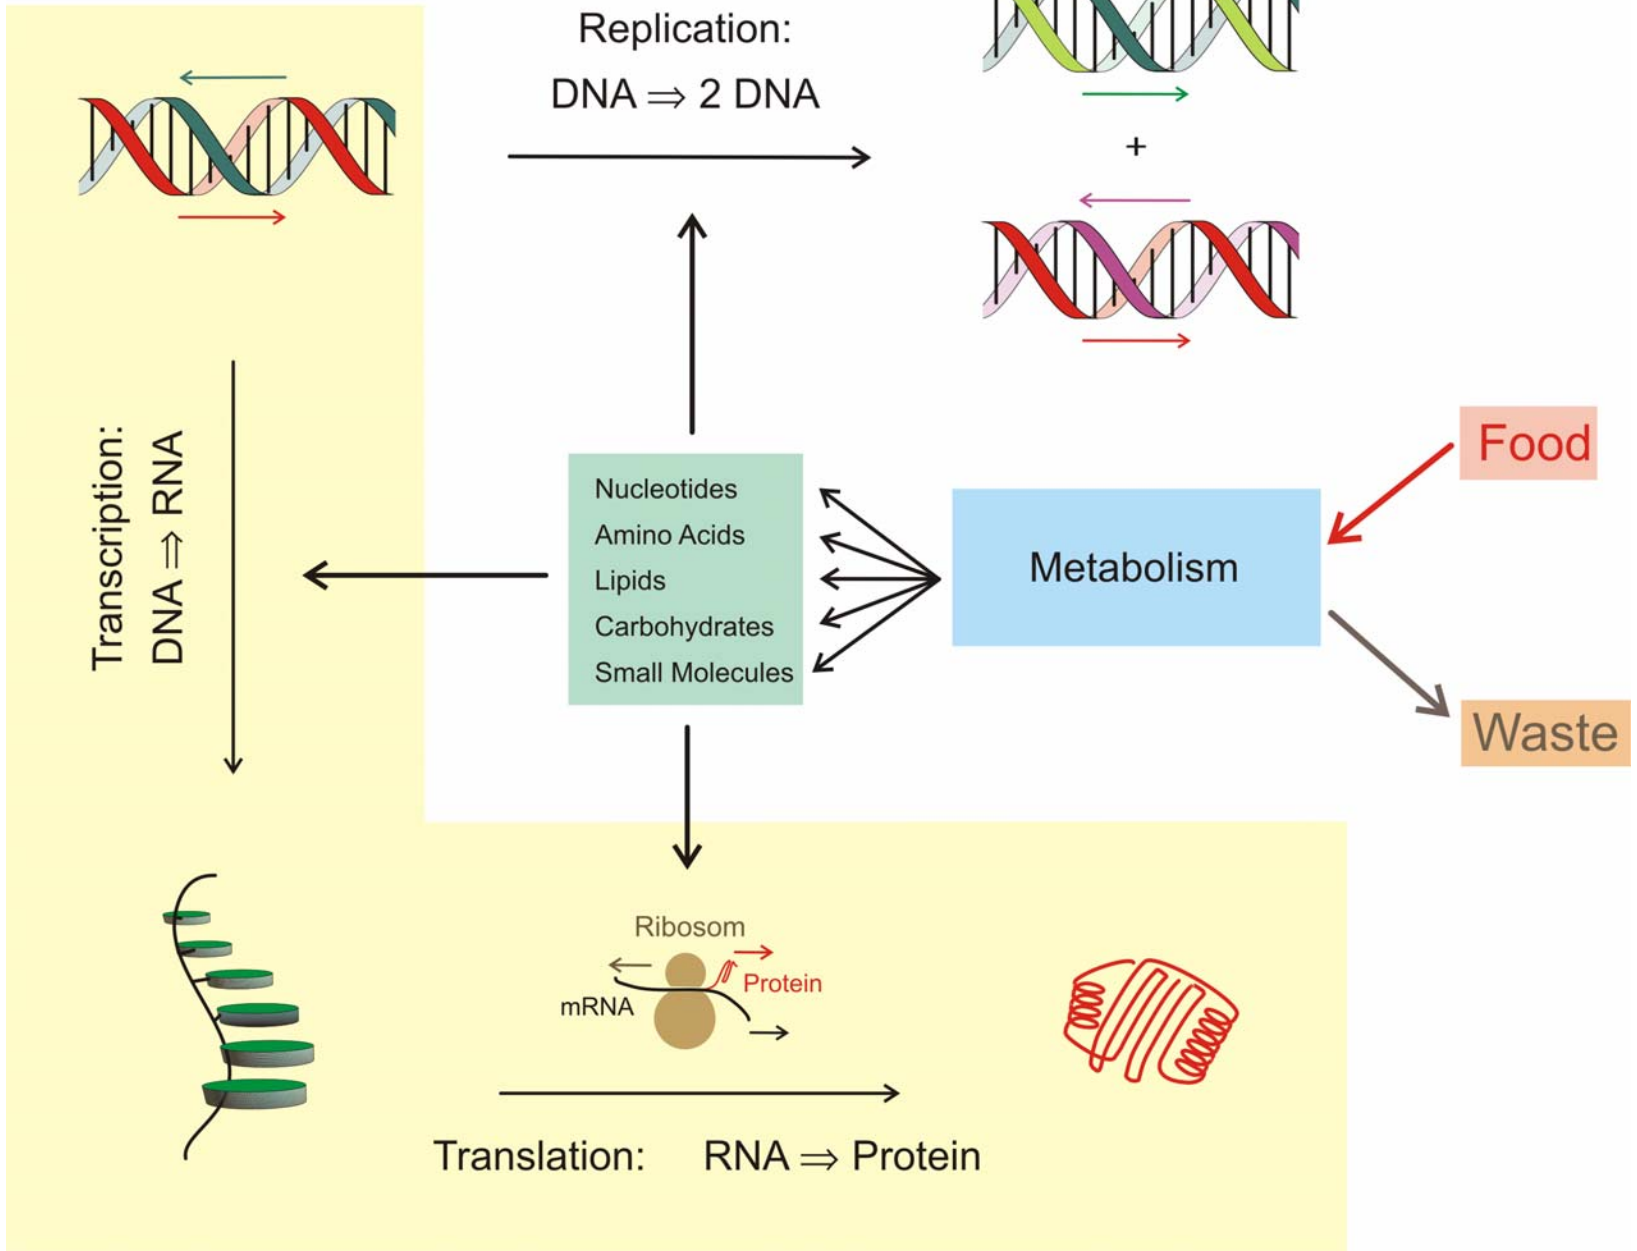 Replication:
DNA ⇒ 2 DNA
+
Transcription:
DNA ⇒ RNA
Nucleotides
Amino Acids
Lipids
Carbohydrates
Small Molecules
Metabolism
Food
Waste
Ribosom
Protein
mRNA
Translation: RNA ⇒ Protein